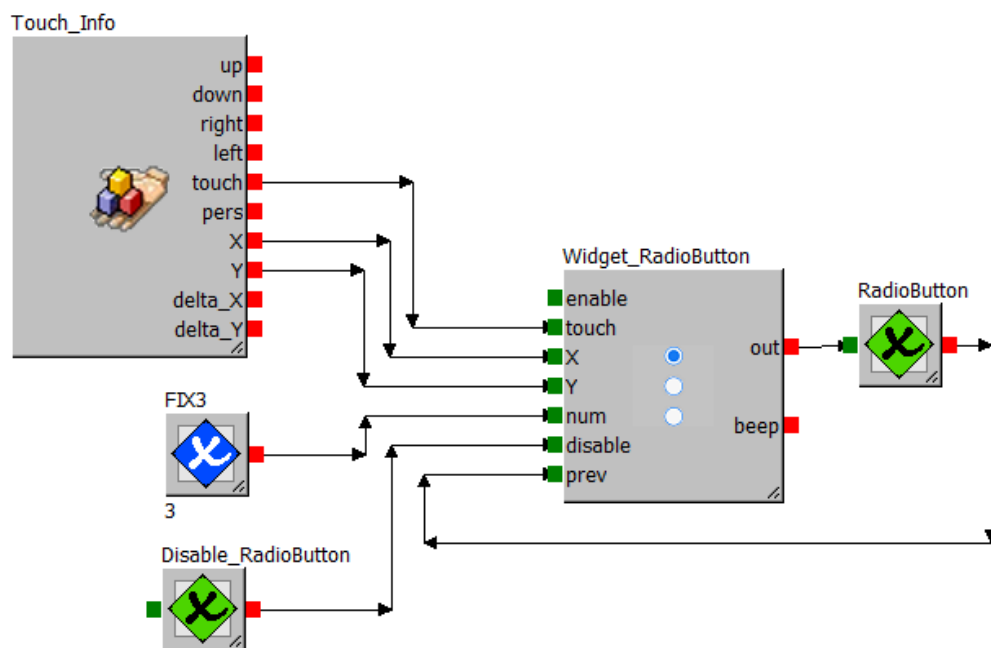 Touch_Info
up
down
right
left
touch
pers
X
Y
delta_X
delta_Y
Widget_RadioButton
enable
touch
X
Y
num
disable
prev
out
beep
RadioButton
FIX3
3
Disable_RadioButton